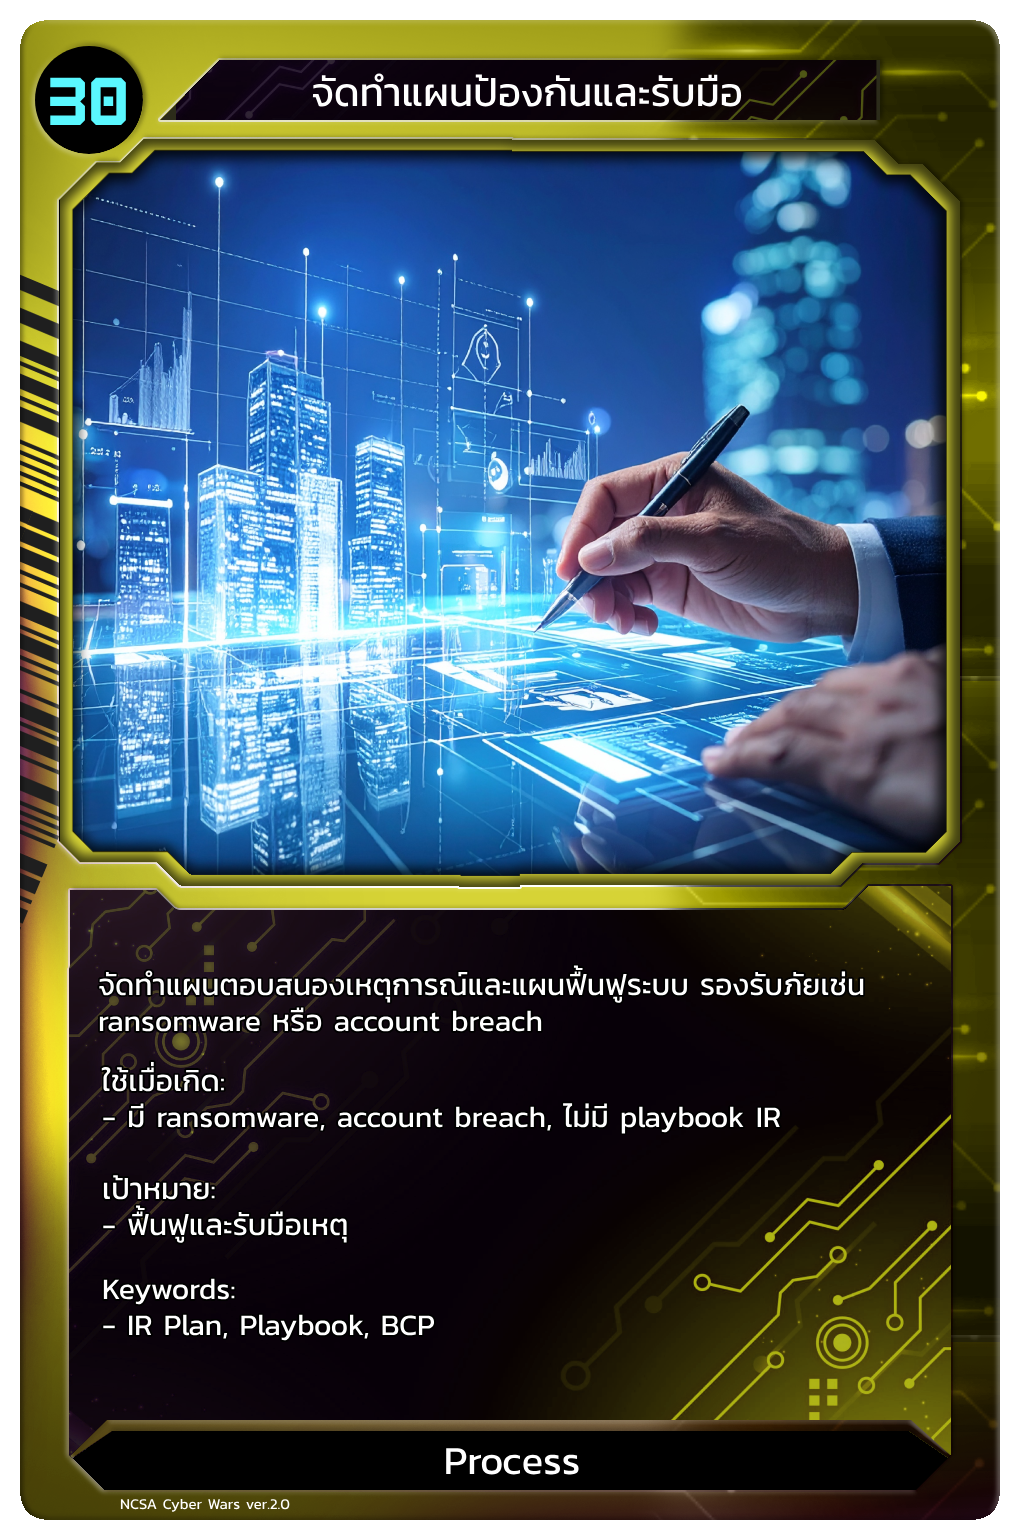 30
จัดทำแผนป้องกันและรับมือ
จัดทำแผนตอบสนองเหตุการณ์และแผนฟื้นฟูระบบ รองรับภัยเช่น
ransomware หรือ account breach
ใช้เมื่อเกิด:
- มี ransomware, account breach, ไม่มี playbook IR
เป้าหมาย:
- ฟื้นฟูและรับมือเหตุ
Keywords:
- IR Plan, Playbook, BCP
Process
NCSA Cyber Wars ver.2.0